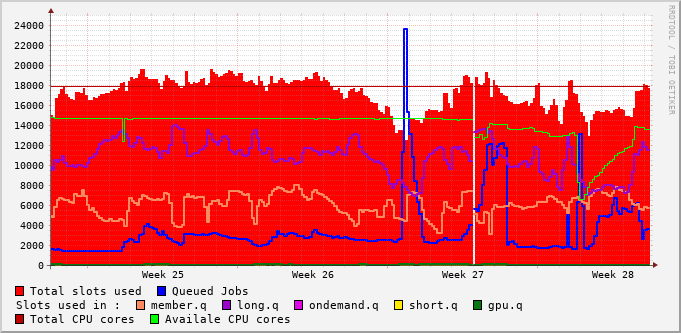 24000
22000
20000
18000
16000
14000
12000
10000
8000
6000
4000
2000
0
Week 25 Week 26 Week 27 Week 28
RRDTOOL / TOBI OETIKER
Total slots used Queued Jobs
Slots used in : member.q long.q ondemand.q short.q gpu.q
Total CPU cores Availale CPU cores